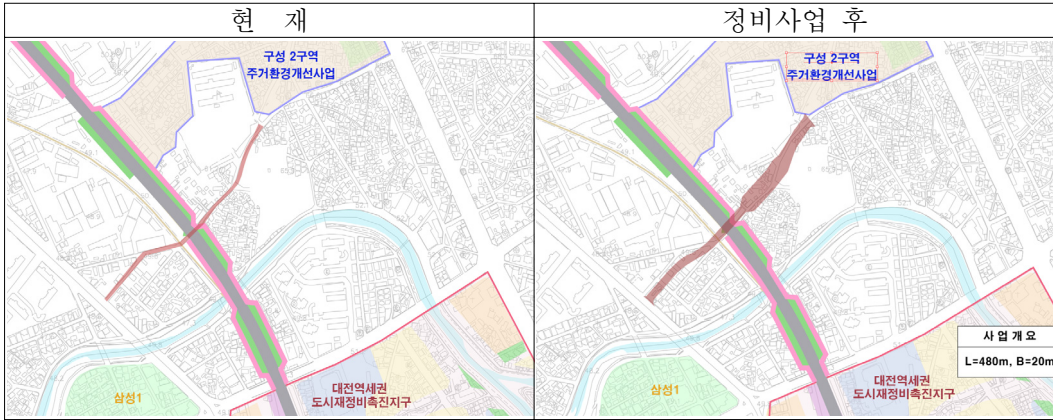 현 재
정비사업 후
구성 2구역
주거환경개선사업
삼성1
대전역세권
도시재정비촉진지구
구성 2구역
주거환경개선사업
사 업 개 요
L=480m, B=20m
삼성1
대전역세권
도시재정비촉진지구